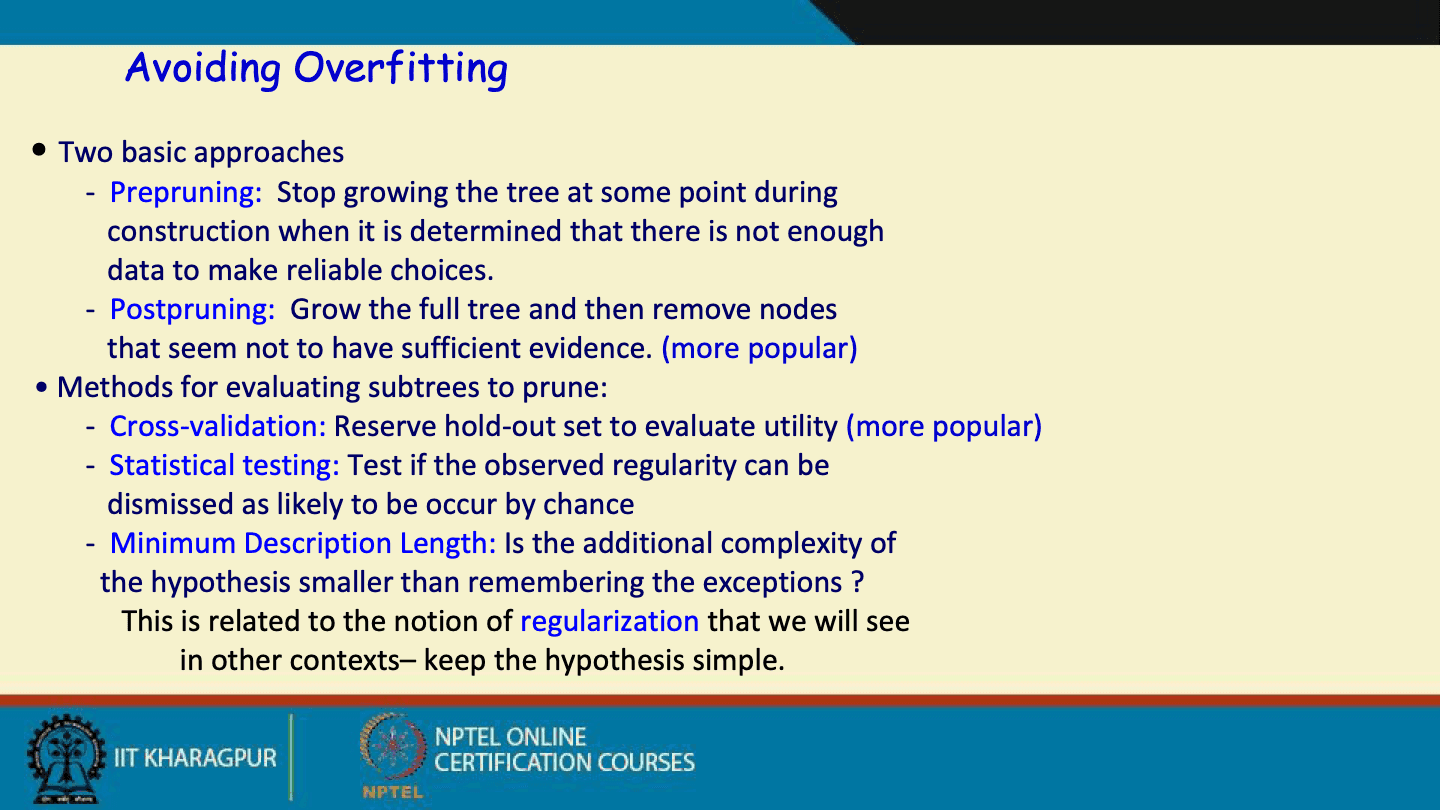 Avoiding Overfitting
• Two basic approaches
- Prepruning: Stop growing the tree at some point during
construction when it is determined that there is not enough
data to make reliable choices.
- Postpruning: Grow the full tree and then remove nodes
that seem not to have sufficient evidence. (more popular)
• Methods for evaluating subtrees to prune:
- Cross-validation: Reserve hold-out set to evaluate utility (more popular)
- Statistical testing: Test if the observed regularity can be
dismissed as likely to be occur by chance
- Minimum Description Length: Is the additional complexity of
the hypothesis smaller than remembering the exceptions ?
This is related to the notion of regularization that we will see
in other contexts– keep the hypothesis simple.
IIT KHARAGPUR
NPTEL
NPTEL ONLINE
CERTIFICATION COURSES